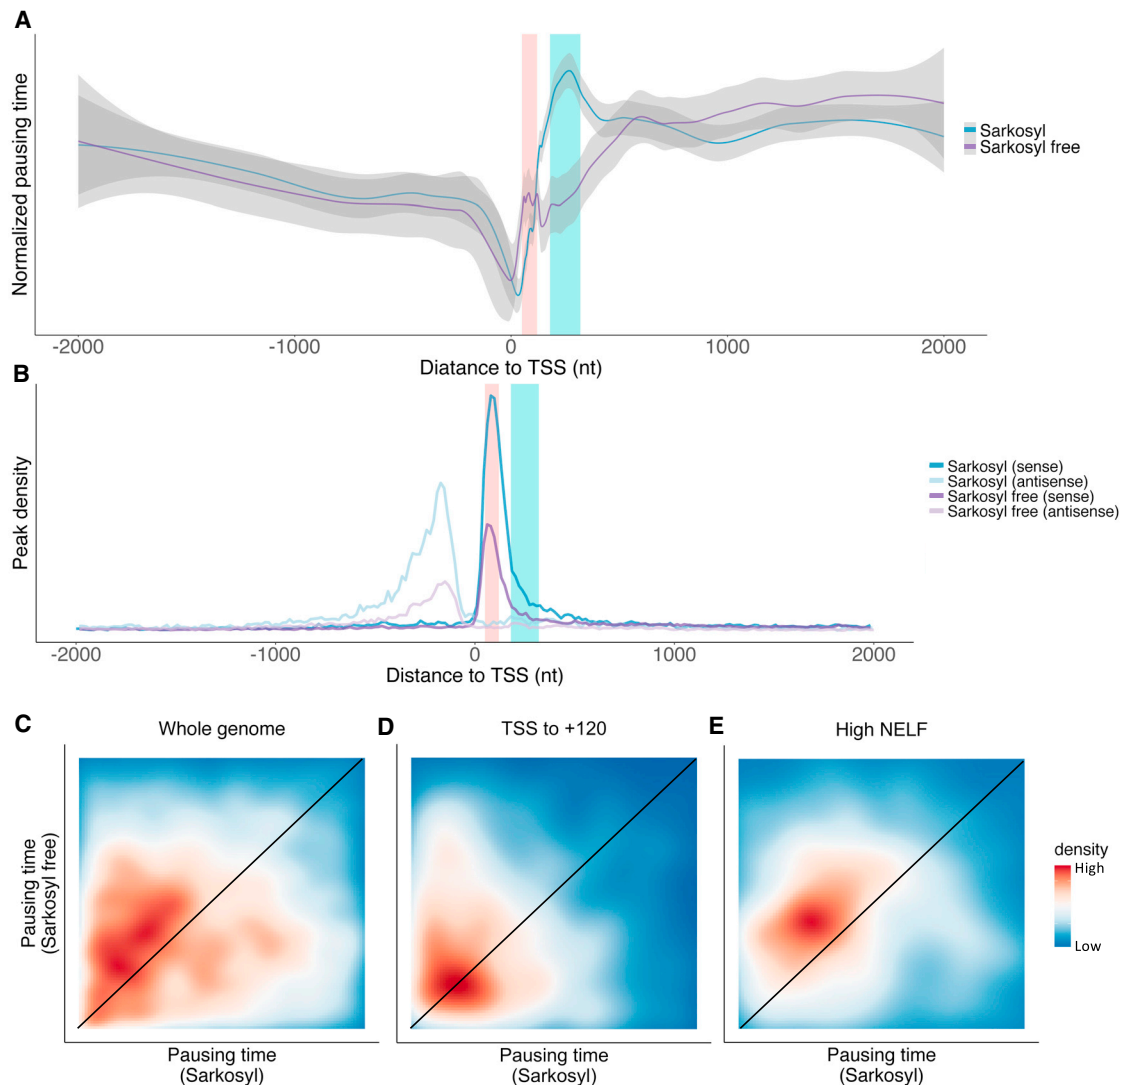 A
Normalized pausing time
Sarkosyl
Sarkosyl free
-2000
-1000
0
1000
2000
Diatance to TSS (nt)
B
Peak density
Sarkosyl (sense)
Sarkosyl (antisense)
Sarkosyl free (sense)
Sarkosyl free (antisense)
-2000
-1000
0
1000
2000
Distance to TSS (nt)
C
Whole genome
D
TSS to +120
E
High NELF
Pausing time
(Sarkosyl free)
density
High
Low
Pausing time
(Sarkosyl)
Pausing time
(Sarkosyl)
Pausing time
(Sarkosyl)